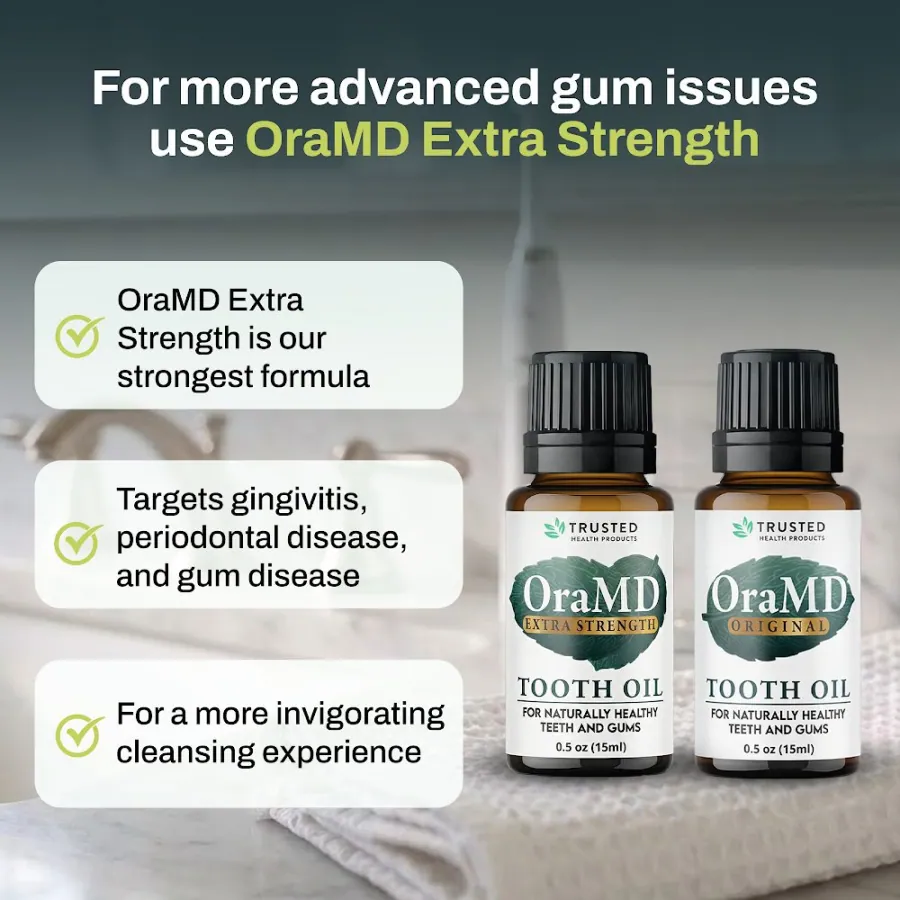 For more advanced gum issues
use OraMD Extra Strength
OraMD Extra
Strength is our
strongest formula
Targets gingivitis,
periodontal disease,
and gum disease
For a more invigorating
cleansing experience
TRUSTED
HEALTH PRODUCTS
OraMD
EXTRA STRENGTH
TOOTH OIL
FOR NATURALLY HEALTHY
TEETH AND GUMS
0.5 oz (15ml)
TRUSTED
HEALTH PRODUCTS
OraMD
ORIGINAL
TOOTH OIL
FOR NATURALLY HEALTHY
TEETH AND GUMS
0.5 oz (15ml)